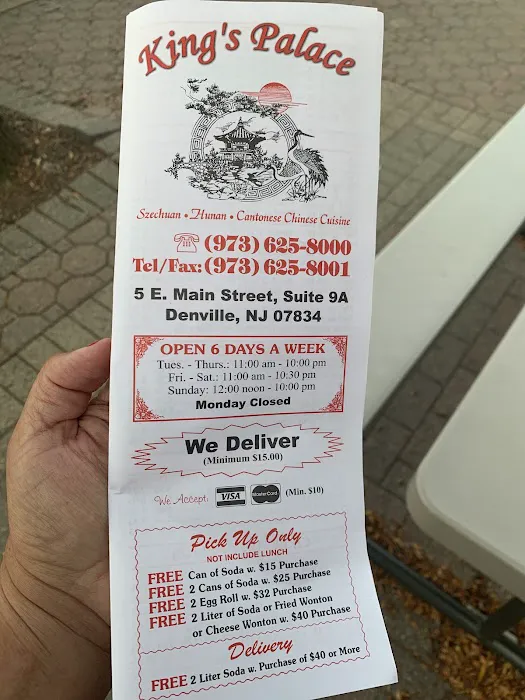 King's Palace
Szechuan • Hunan • Cantonese Chinese Cuisine
(973) 625-8000
Tel/Fax: (973) 625-8001
5 E. Main Street, Suite 9A
Denville, NJ 07834
OPEN 6 DAYS A WEEK
Tues. - Thurs.: 11:00 am - 10:00 pm
Fri. - Sat.: 11:00 am - 10:30 pm
Sunday: 12:00 noon - 10:00 pm
Monday Closed
We Deliver
(Minimum $15.00)
We Accept: VISA MasterCard (Min. $10)
Pick Up Only
NOT INCLUDE LUNCH
FREE Can of Soda w. $15 Purchase
FREE 2 Cans of Soda w. $25 Purchase
FREE 2 Egg Roll w. $32 Purchase
FREE 2 Liter of Soda or Fried Wonton
or Cheese Wonton w. $40 Purchase
Delivery
FREE 2 Liter Soda w. Purchase of $40 or More